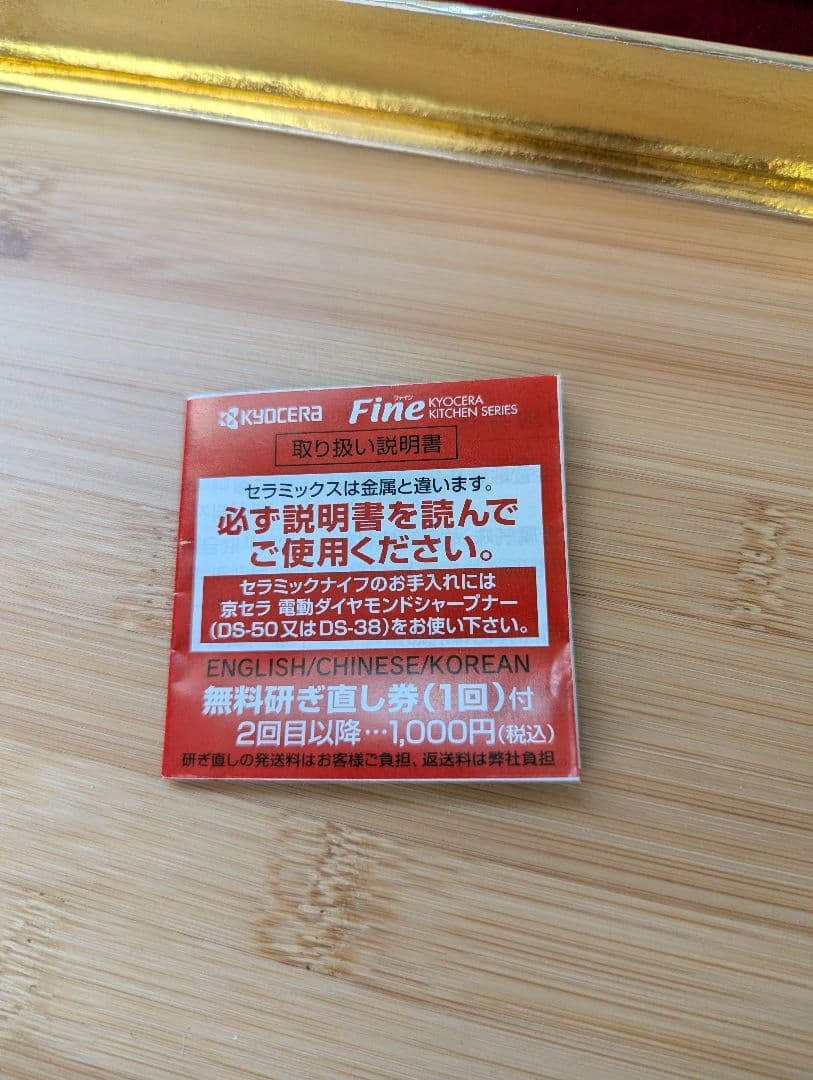 KYOCERA Fine ファイン KYOCERA
KITCHEN SERIES
取り扱い説明書
セラミックスは金属と違います。
必ず説明書を読んで
ご使用ください。
セラミックナイフのお手入れには
京セラ 電動ダイヤモンドシャープナー
(DS-50又はDS-38)をお使い下さい。
ENGLISH/CHINESE/KOREAN
無料研ぎ直し券(1回)付
2回目以降…1,000円(税込)
研ぎ直しの発送料はお客様ご負担、返送料は弊社負担